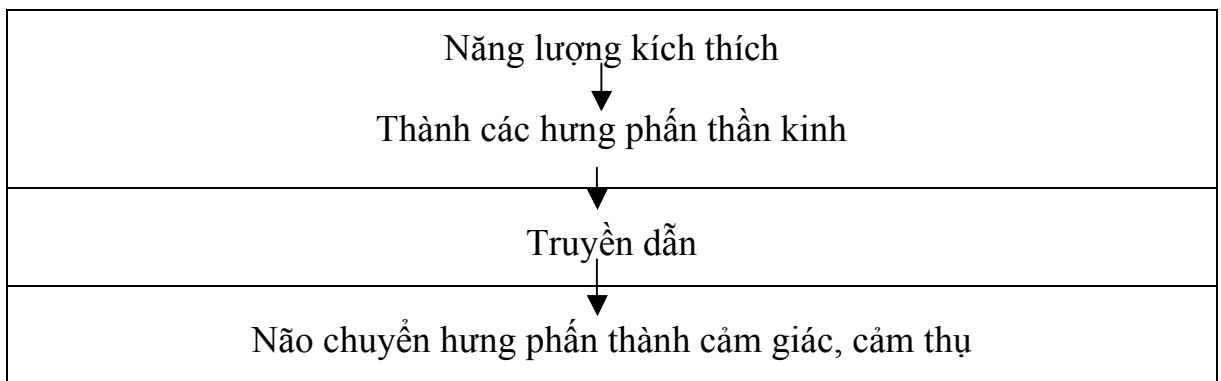 Năng lượng kích thích
Thành các hưng phấn thần kinh
Truyền dẫn
Não chuyển hưng phấn thành cảm giác, cảm thụ